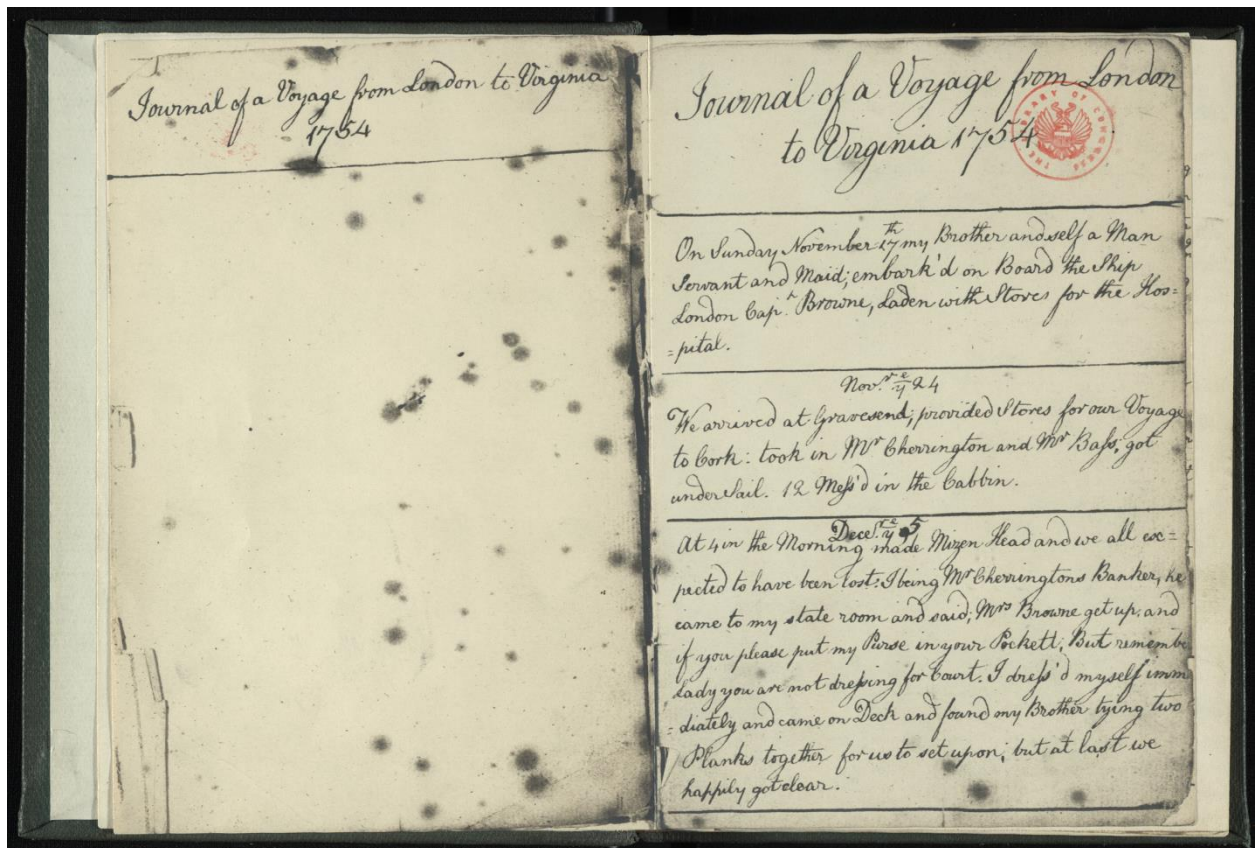 Journal of a Voyage from London to Virginia
1754
Journal of a Voyage from London
to Virginia 1754
THE LIBRARY OF CONGRESS
On Sunday November 17th my Brother and self a Man
Servant and Maid; embark'd on Board the Ship
London Capt. Browne, Laden with Stores for the Hos=
=pital.
Novr. ye 24
We arrived at Gravesend; provided Stores for our Voyage
to Cork: took in Mr Cherrington and Mr Bass, got
under Sail. 12 Mess'd in the Cabbin.
Decer. ye 5
At 4 in the Morning made Mizen Head and we all ex=
pected to have been lost: I being Mr Cherringtons Banker, he
came to my state room and said; Mrs Browne get up, and
if you please put my Purse in your Pockett; But remembe
Lady you are not dressing for Court. I dress'd myself imm
=diately and came on Deck and found my Brother tying two
Planks together for us to set upon; but at last we
happily got clear.